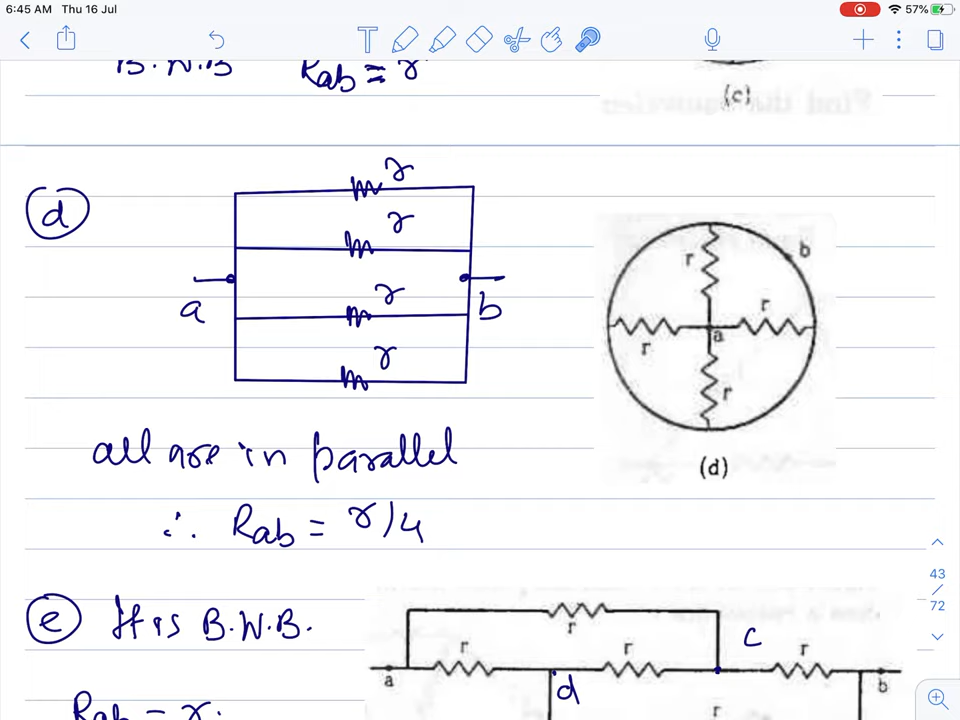 6:45 AM Thu 16 Jul
57%
B.W.B Rab = r
(c)
d
r
r
r
r
a
b
r
b
r
r
a
r
(d)
all are in parallel
∴ Rab = r/4
e It is B.W.B.
r
c
a
r
d
r
r
b
r
Rab = r.
43
/
72